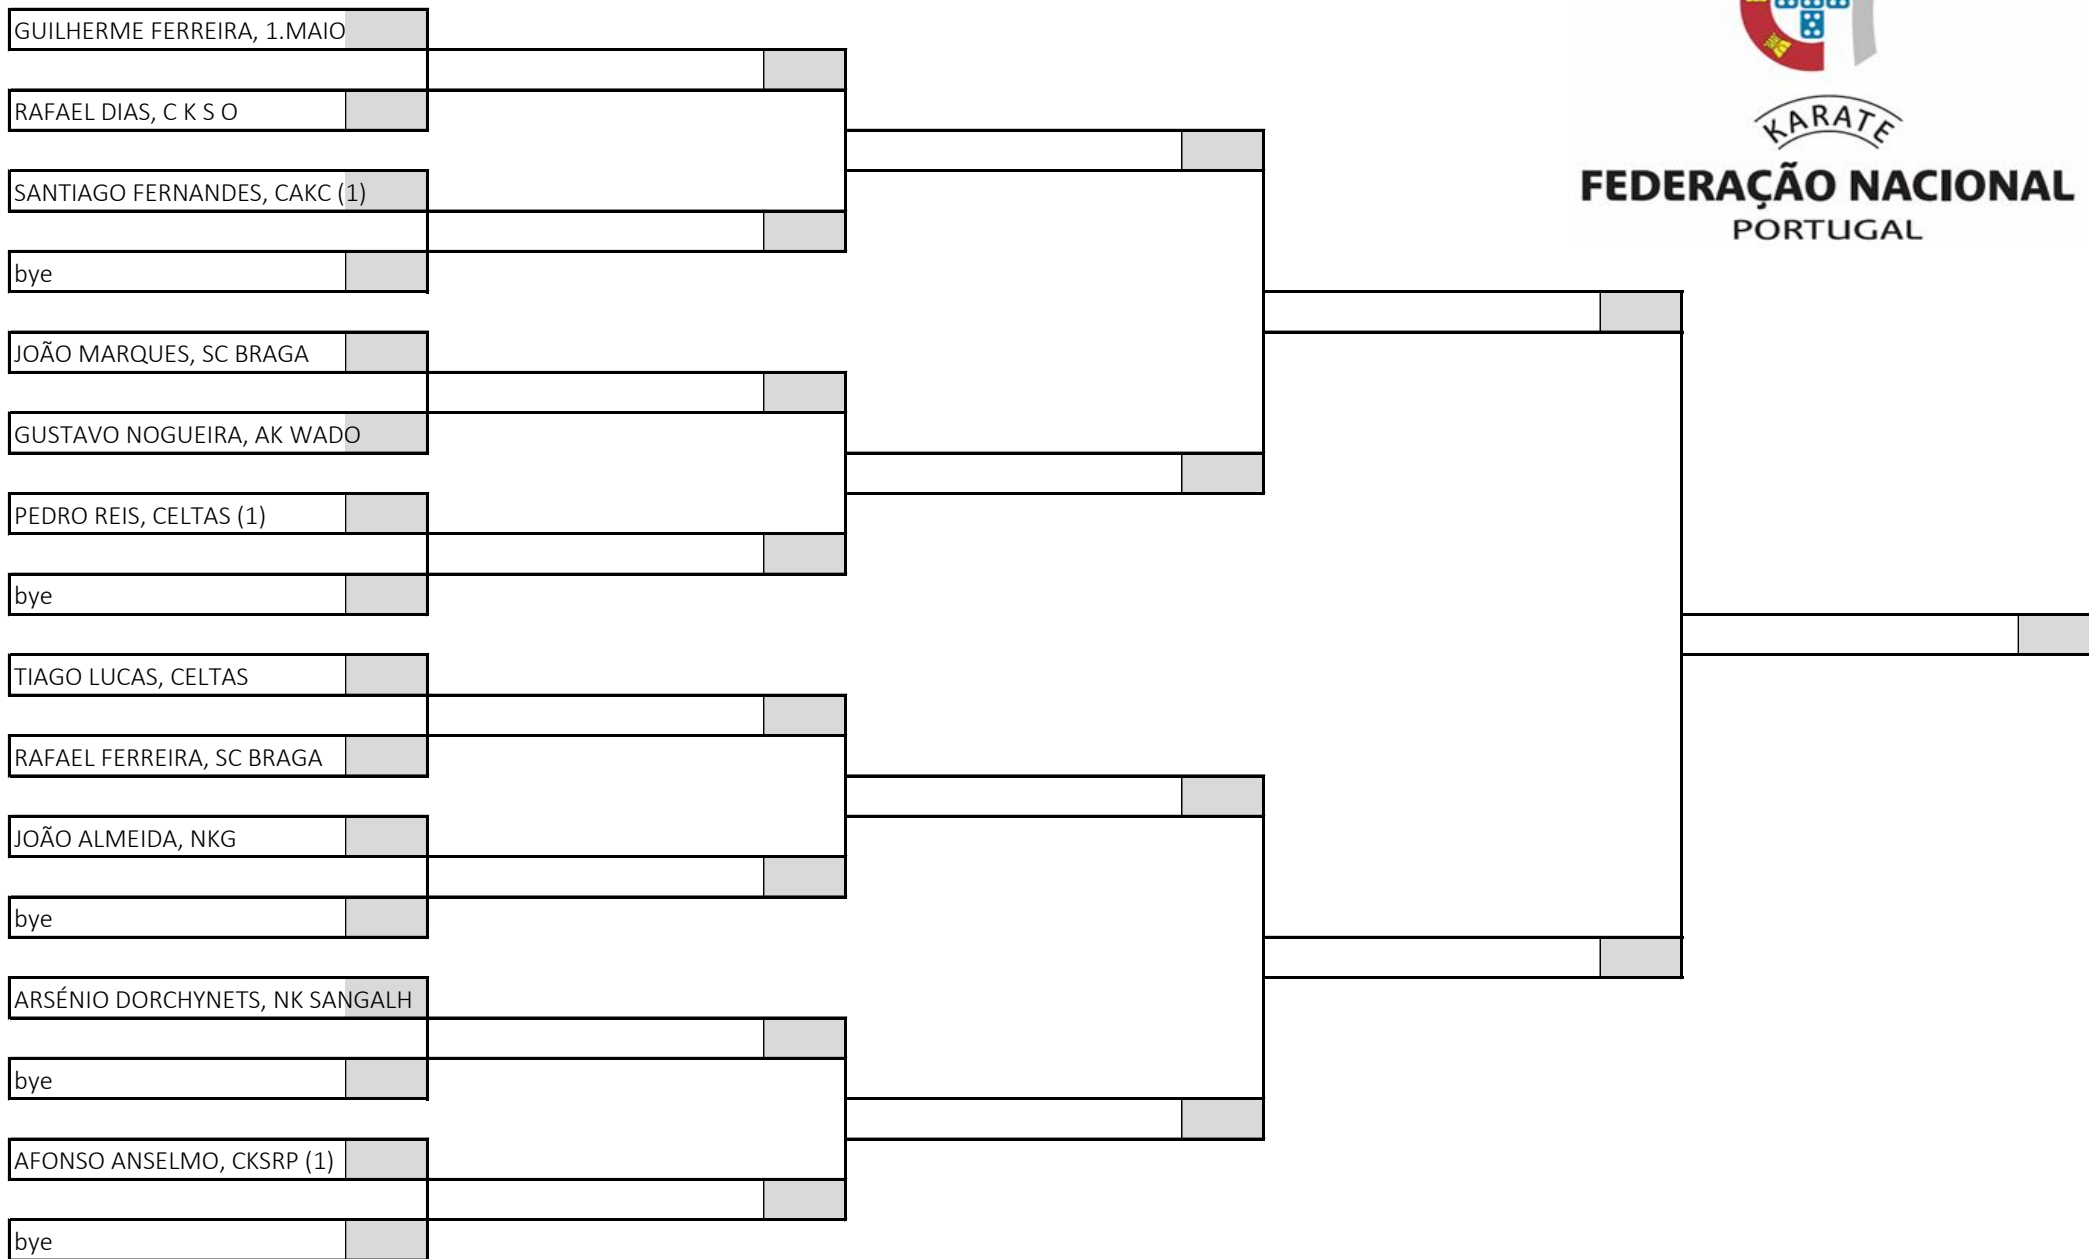 GUILHERME FERREIRA, 1.MAIO
RAFAEL DIAS, C K S O
SANTIAGO FERNANDES, CAKC (1)
bye
JOÃO MARQUES, SC BRAGA
GUSTAVO NOGUEIRA, AK WADO
PEDRO REIS, CELTAS (1)
bye
TIAGO LUCAS, CELTAS
RAFAEL FERREIRA, SC BRAGA
JOÃO ALMEIDA, NKG
bye
ARSÉNIO DORCHYNETS, NK SANGALH
bye
AFONSO ANSELMO, CKSRP (1)
bye
KARATE
FEDERAÇÃO NACIONAL
PORTUGAL